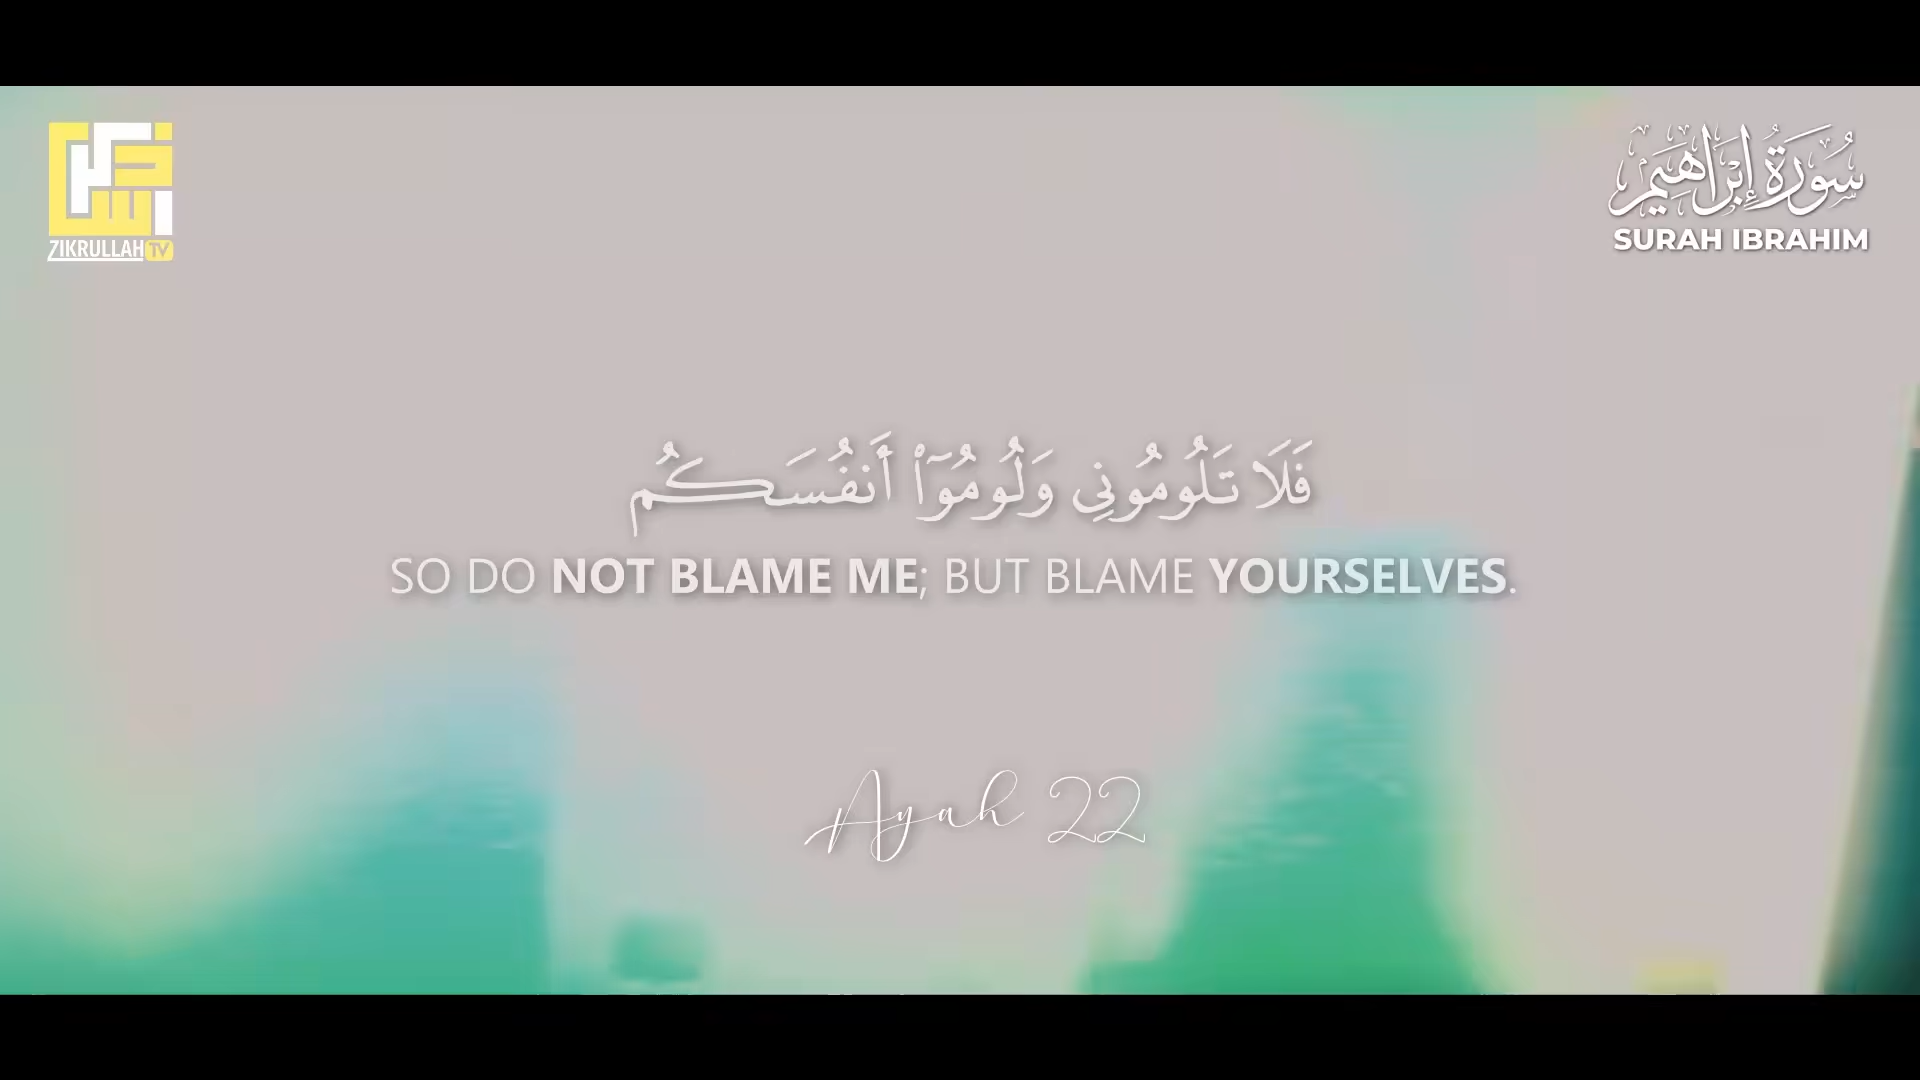 ZIKRULLAH TV
سُورَةُ إِبْرَاهِيم
SURAH IBRAHIM
فَلَا تَلُومُونِي وَلُومُوٓا۟ أَنفُسَكُم
SO DO NOT BLAME ME; BUT BLAME YOURSELVES.
Ayah 22